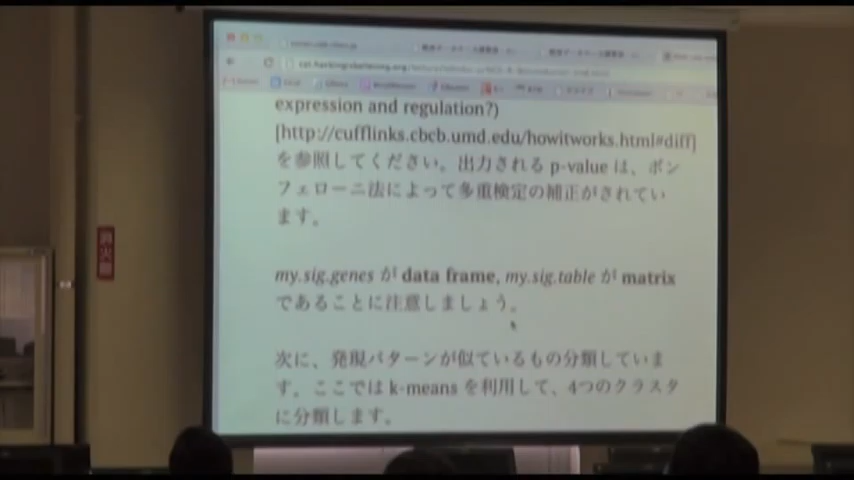 expression and regulation?)
[http://cufflinks.cbcb.umd.edu/howitworks.html#diff]
を参照してください。出力される p-value は、ボン
フェローニ法によって多重検定の補正がされてい
ます。
my.sig.genes が data frame, my.sig.table が matrix
であることに注意しましょう。
次に、発現パターンが似ているもの分類していま
す。ここでは k-means を利用して、4つのクラスタ
に分類します。
消火器